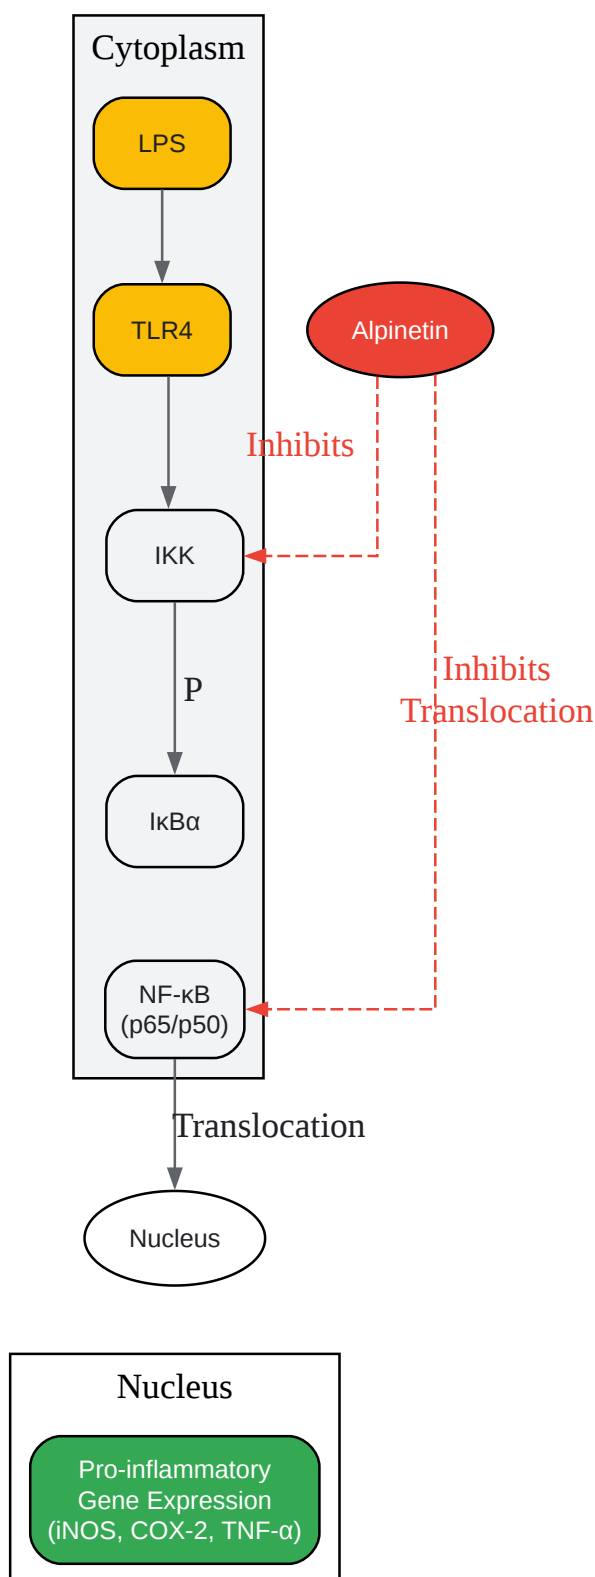 Cytoplasm
LPS
TLR4
Alpinetin
Inhibits
IKK
P
Inhibits
Translocation
IκBα
NF-κB
(p65/p50)
Translocation
Nucleus
Nucleus
Pro-inflammatory
Gene Expression
(iNOS, COX-2, TNF-α)